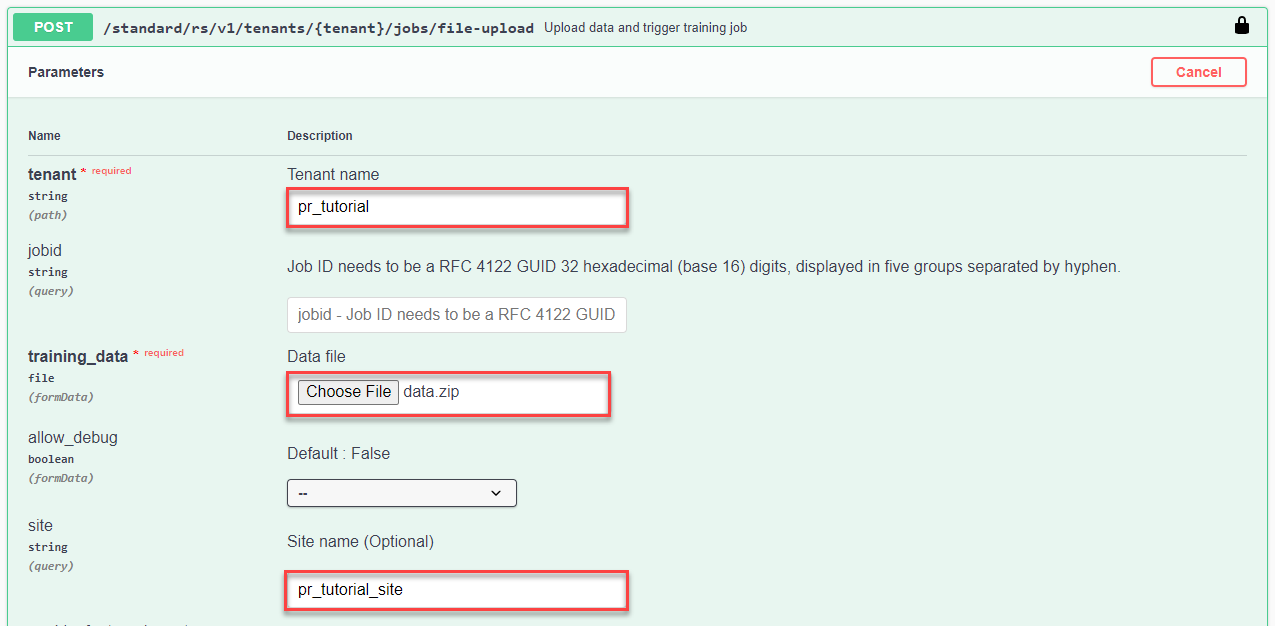 POST /standard/rs/v1/tenants/{tenant}/jobs/file-upload Upload data and trigger training job
Parameters Cancel
Name Description
tenant * required Tenant name
string pr_tutorial
(path)
jobid
string Job ID needs to be a RFC 4122 GUID 32 hexadecimal (base 16) digits, displayed in five groups separated by hyphen.
(query)
jobid - Job ID needs to be a RFC 4122 GUID
training_data * required Data file
file Choose File data.zip
(formData)
allow_debug
boolean Default : False
(formData)
--
site
string Site name (Optional)
(query)
pr_tutorial_site